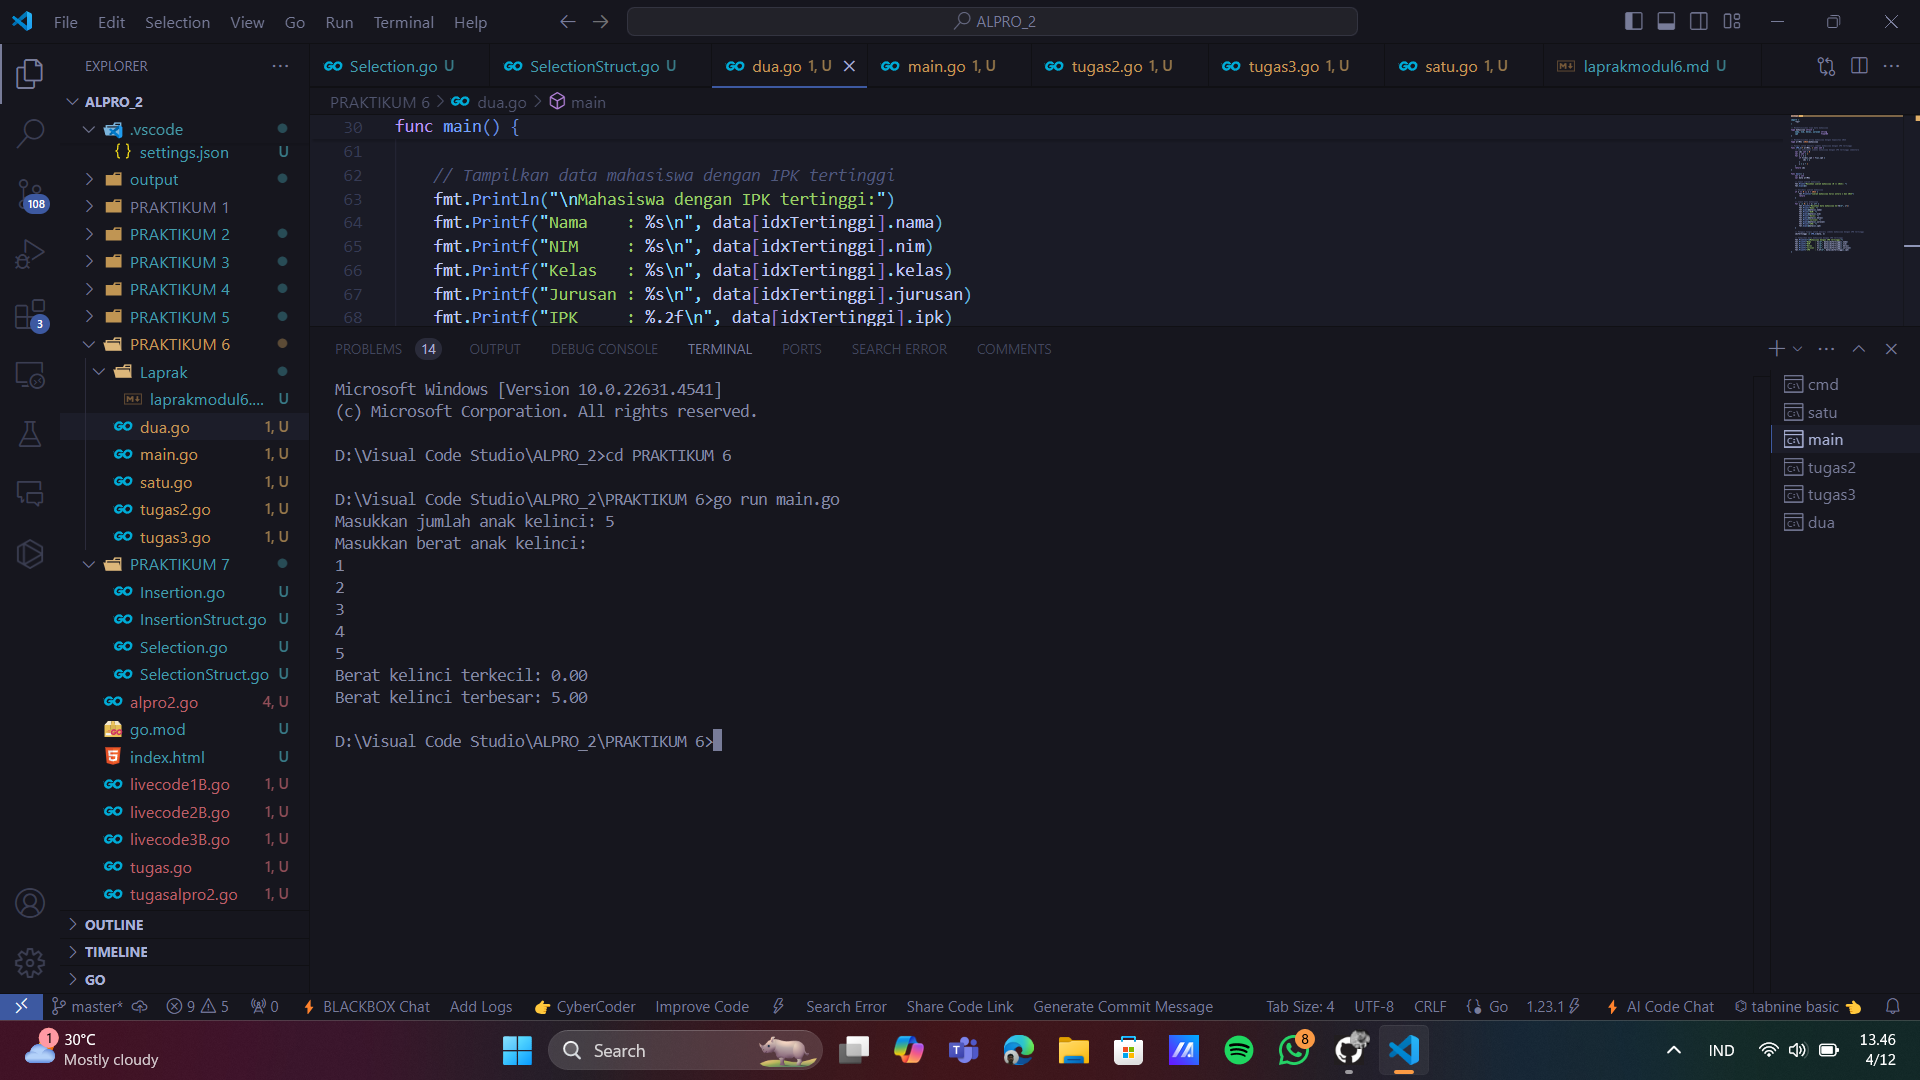 File Edit Selection View Go Run Terminal Help
ALPRO_2
EXPLORER
ALPRO_2
.vscode
settings.json U
output
PRAKTIKUM 1
PRAKTIKUM 2
PRAKTIKUM 3
PRAKTIKUM 4
PRAKTIKUM 5
PRAKTIKUM 6
Laprak
laprakmodul6.... U
dua.go 1, U
main.go 1, U
satu.go 1, U
tugas2.go 1, U
tugas3.go 1, U
PRAKTIKUM 7
Insertion.go U
InsertionStruct.go U
Selection.go U
SelectionStruct.go U
alpro2.go 4, U
go.mod U
index.html U
livecode1B.go 1, U
livecode2B.go 1, U
livecode3B.go 1, U
tugas.go 1, U
tugasalpro2.go 1, U
OUTLINE
TIMELINE
GO
108
3
Selection.go U SelectionStruct.go U dua.go 1, U main.go 1, U tugas2.go 1, U tugas3.go 1, U satu.go 1, U laprakmodul6.md U
PRAKTIKUM 6 > dua.go > main
30 func main() {
61
62 // Tampilkan data mahasiswa dengan IPK tertinggi
63 fmt.Println("\nMahasiswa dengan IPK tertinggi:")
64 fmt.Printf("Nama    : %s\n", data[idxTertinggi].nama)
65 fmt.Printf("NIM     : %s\n", data[idxTertinggi].nim)
66 fmt.Printf("Kelas   : %s\n", data[idxTertinggi].kelas)
67 fmt.Printf("Jurusan : %s\n", data[idxTertinggi].jurusan)
68 fmt.Printf("IPK     : %.2f\n", data[idxTertinggi].ipk)
PROBLEMS 14 OUTPUT DEBUG CONSOLE TERMINAL PORTS SEARCH ERROR COMMENTS
Microsoft Windows [Version 10.0.22631.4541]
(c) Microsoft Corporation. All rights reserved.
D:\Visual Code Studio\ALPRO_2>cd PRAKTIKUM 6
D:\Visual Code Studio\ALPRO_2\PRAKTIKUM 6>go run main.go
Masukkan jumlah anak kelinci: 5
Masukkan berat anak kelinci:
1
2
3
4
5
Berat kelinci terkecil: 0.00
Berat kelinci terbesar: 5.00
D:\Visual Code Studio\ALPRO_2\PRAKTIKUM 6>
cmd
satu
main
tugas2
tugas3
dua
master* 9 5 0 BLACKBOX Chat Add Logs CyberCoder Improve Code Search Error Share Code Link Generate Commit Message Tab Size: 4 UTF-8 CRLF Go 1.23.1 AI Code Chat tabnine basic
1
30°C
Mostly cloudy
Search
8
IND
13.46
4/12